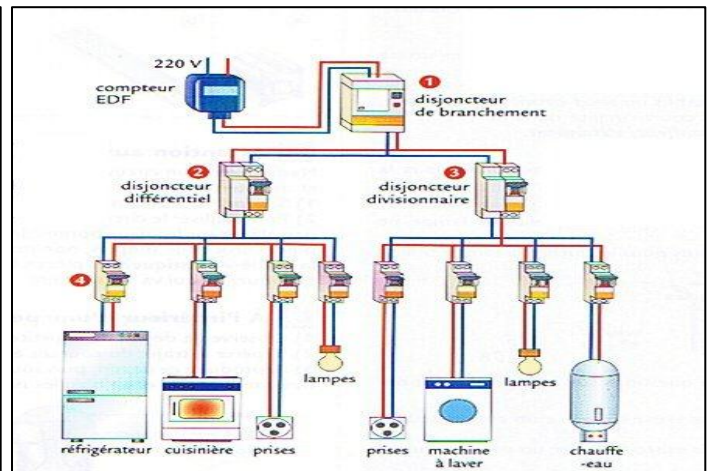 220 V
compteur
EDF
1
disjoncteur
de branchement
2
disjoncteur
différentiel
3
disjoncteur
divisionnaire
4
lampes
lampes
réfrigérateur
cuisinière
prises
prises
machine
à laver
chauffe
-eau